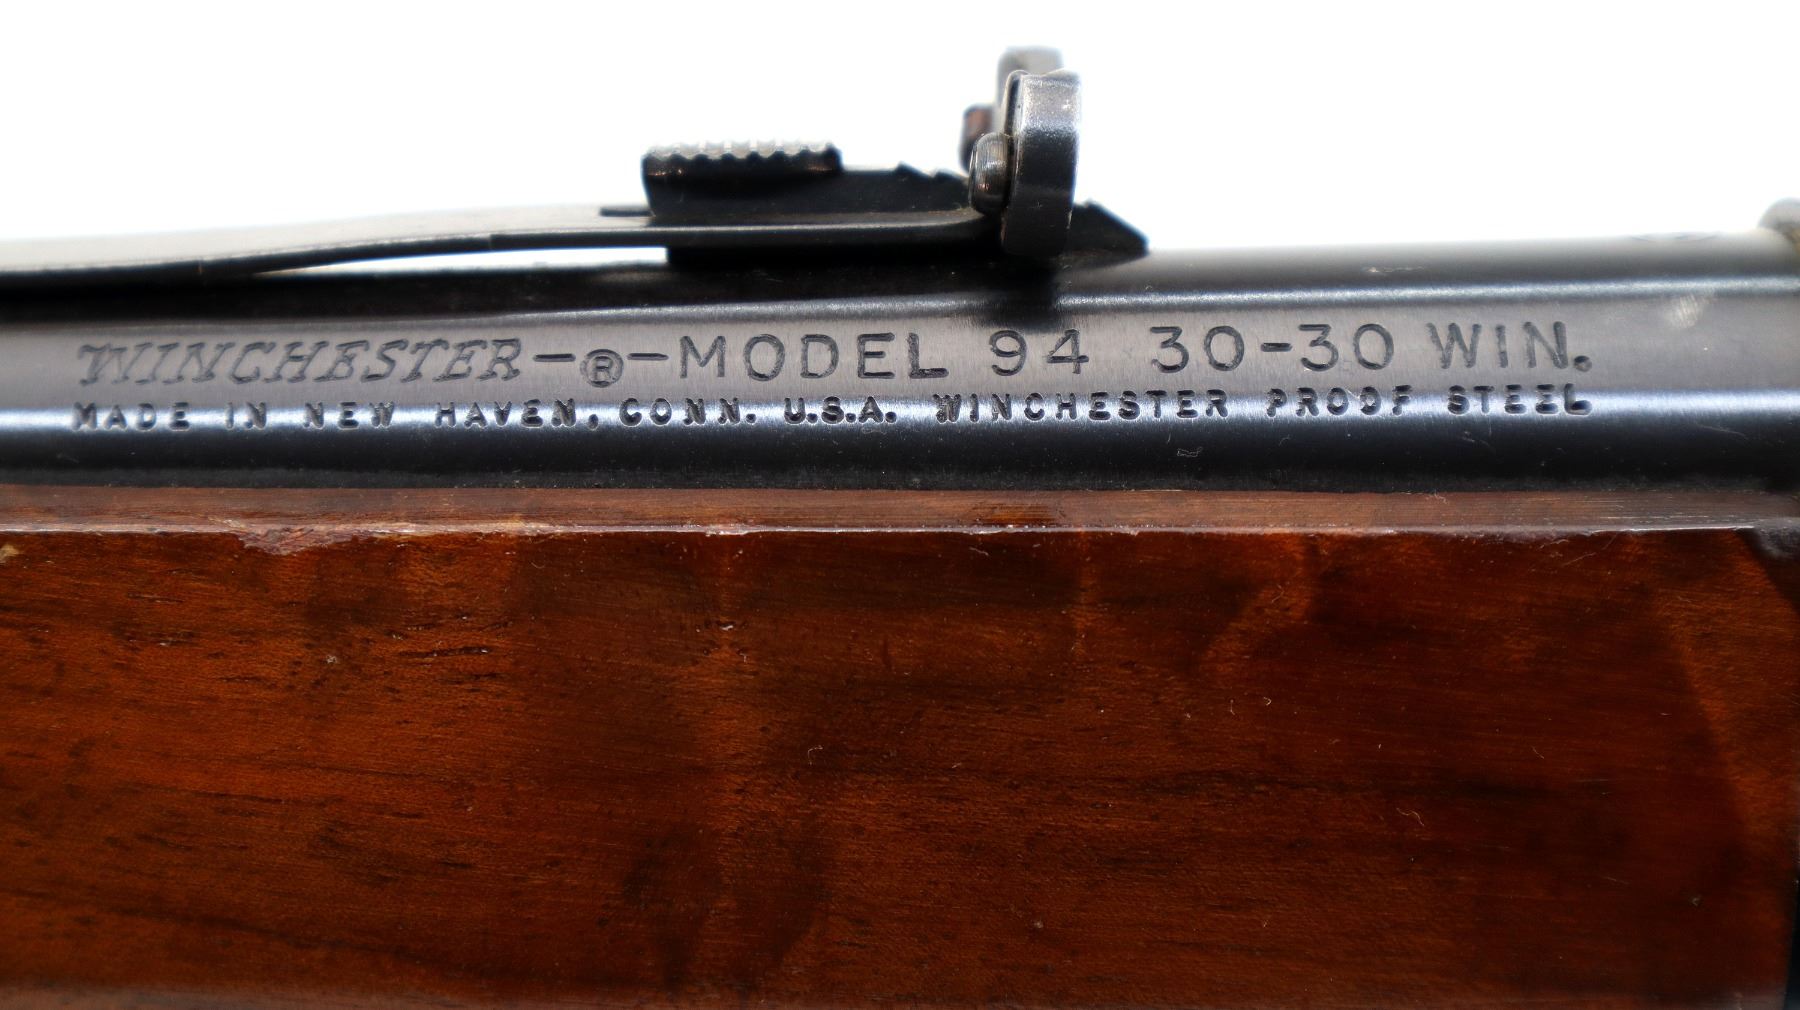 WINCHESTER-®-MODEL 94 30-30 WIN.
MADE IN NEW HAVEN, CONN. U.S.A. WINCHESTER PROOF STEEL